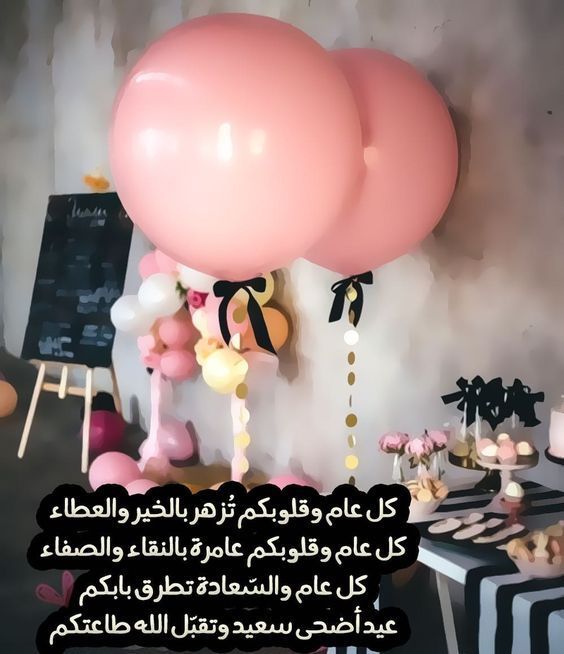 كل عام وقلوبكم تُزهر بالخير والعطاء
كل عام وقلوبكم عامرة بالنقاء والصفاء
كل عام والسّعادة تطرق بابكم
عيد أضحى سعيد وتقبّل الله طاعتكم